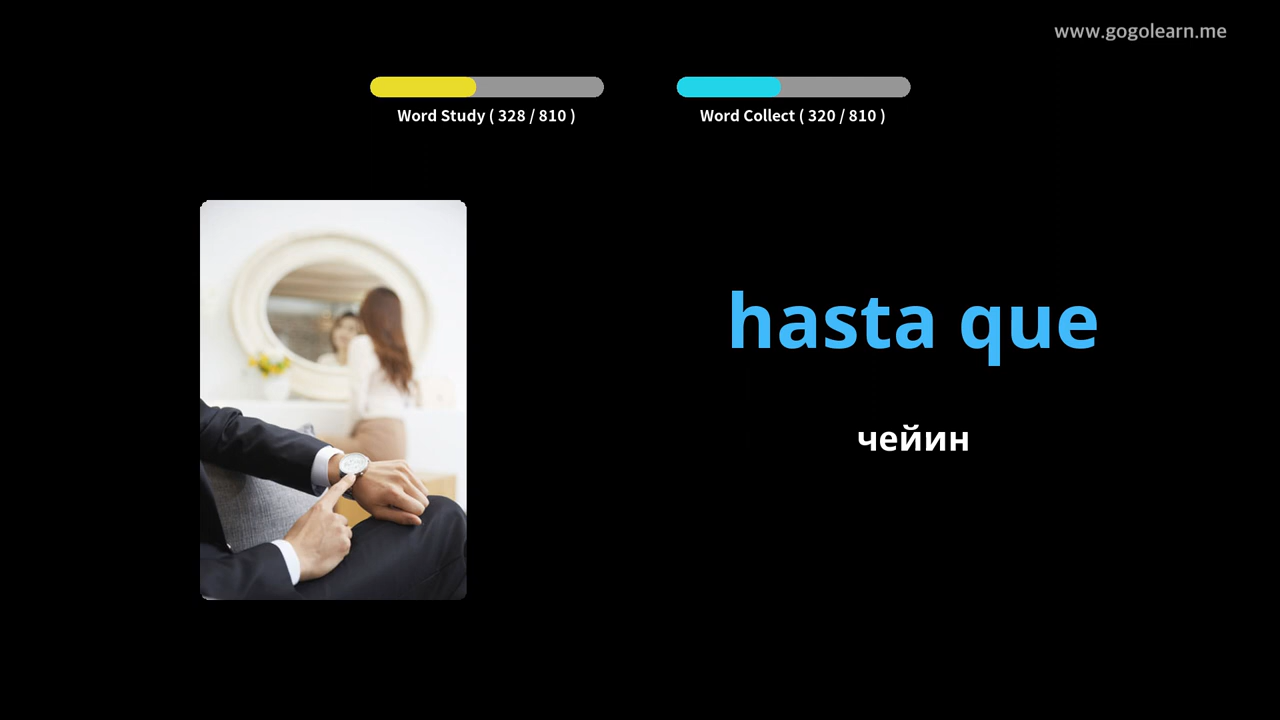 www.gogolearn.me
Word Study ( 328 / 810 )
Word Collect ( 320 / 810 )
hasta que
чейин